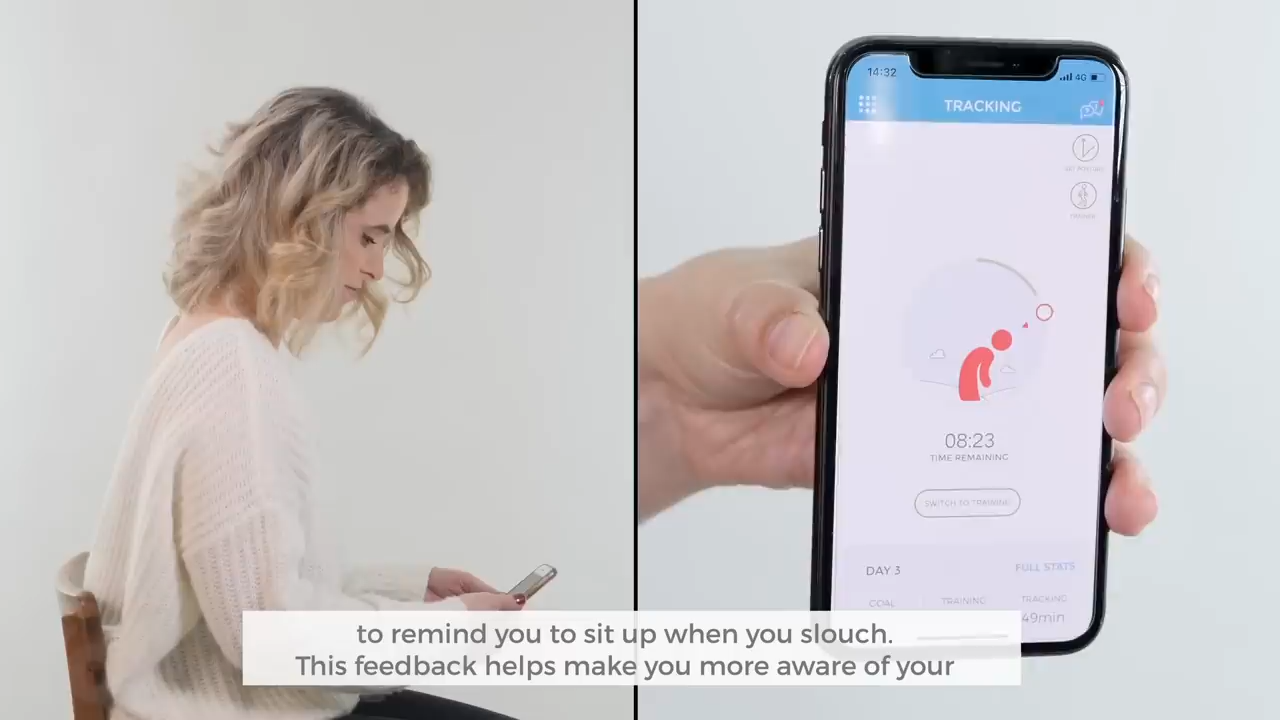 14:32
4G
TRACKING
08:23
TIME REMAINING
SWITCH TO TRAINING
DAY 3
FULL STATS
GOAL
TRAINING
TRACKING
49min
to remind you to sit up when you slouch.
This feedback helps make you more aware of your